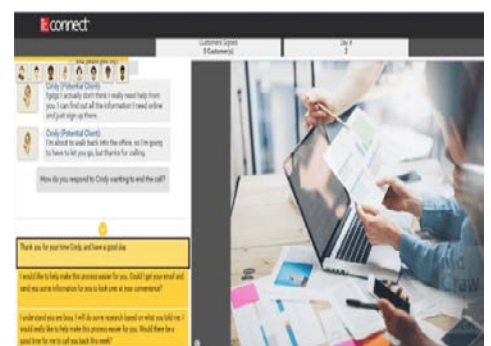 connect
Customers Signed
Day #
0 Customer(s)
Cindy (Potential Client)
I actually don't think I really need help from
you. I can find out all the information I need online
and just sign up there.
Cindy (Potential Client)
I'm about to walk back into the office, so I'm going
to have to let you go, but thanks for calling.
How do you respond to Cindy wanting to end the call?
Thank you for your time Cindy, and have a good day.
I would like to help make this process easier for you. Could I get your email and
send you some information for you to look over at your convenience?
I understand you are busy. I will do some research based on what you told me. I
would really like to help make this process easier for you. Would there be a
good time for me to call you back this week?